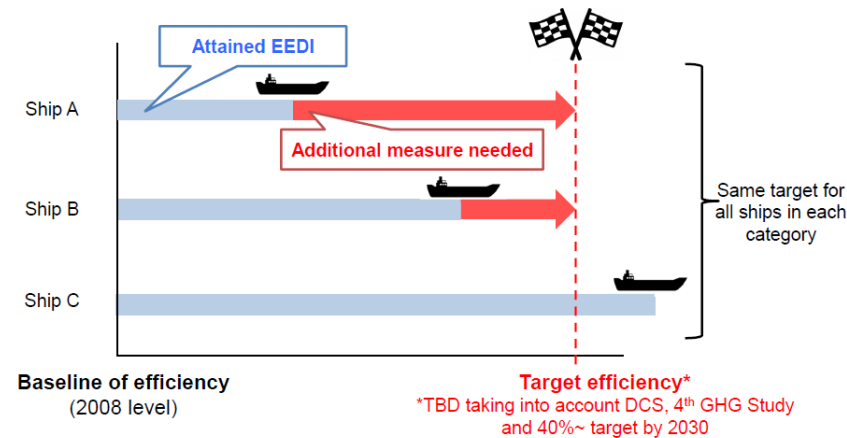 Attained EEDI
Ship A
Additional measure needed
Ship B
Same target for
all ships in each
category
Ship C
Baseline of efficiency
(2008 level)
Target efficiency*
*TBD taking into account DCS, 4th GHG Study
and 40%~ target by 2030